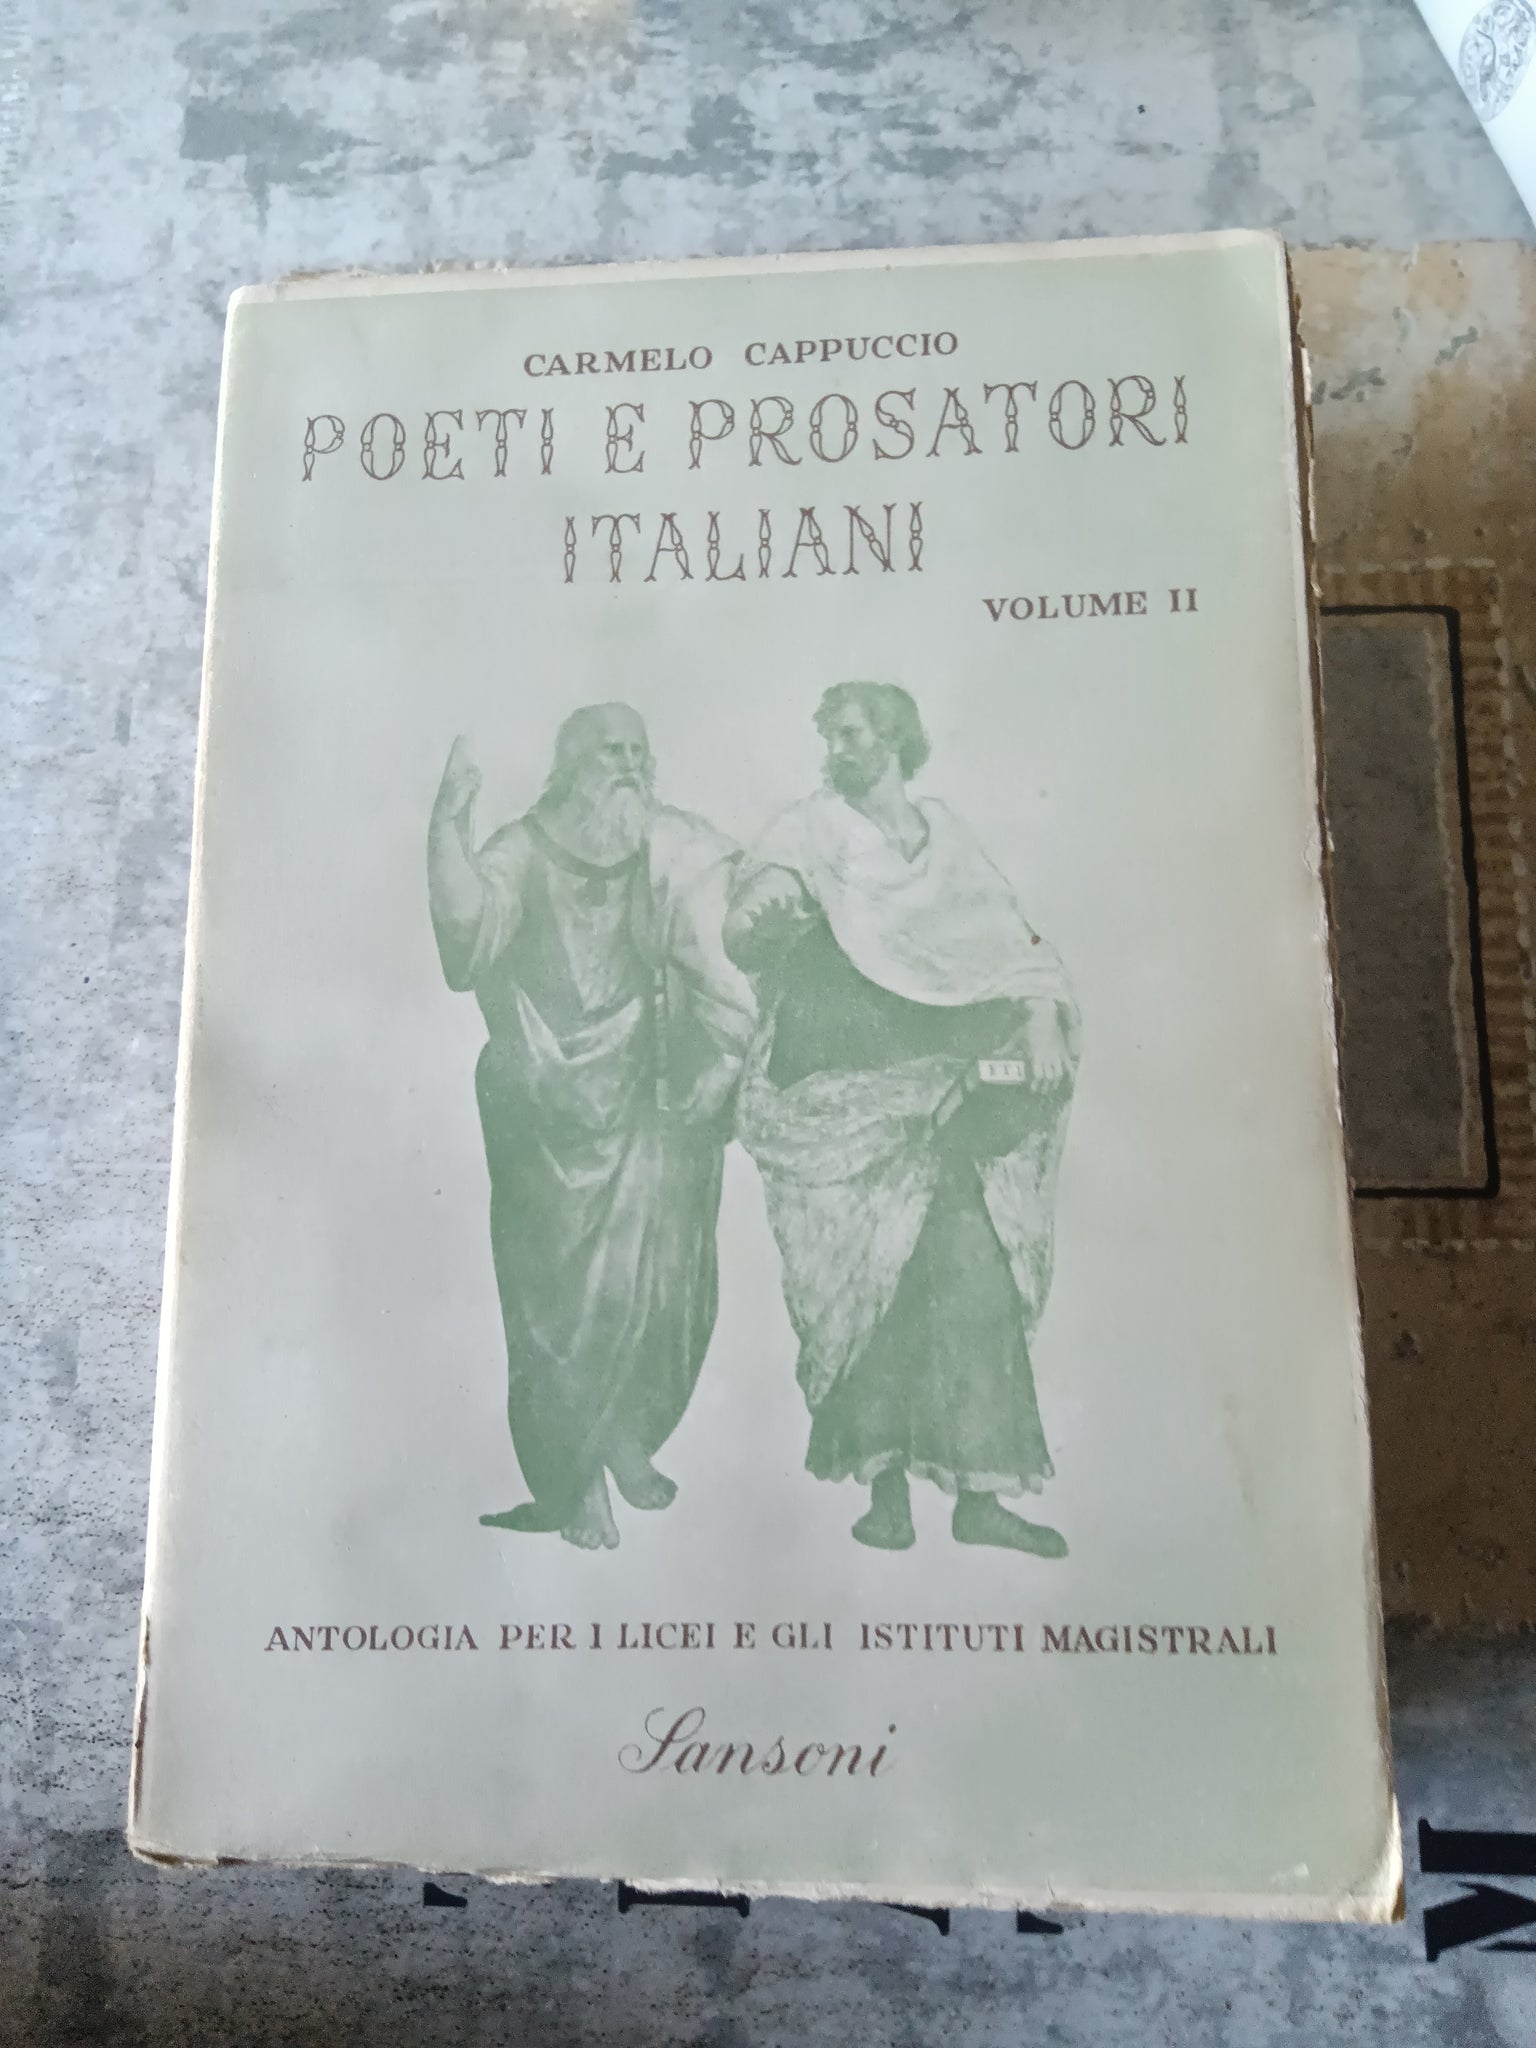 CARMELO CAPPUCCIO
POETI E PROSATORI
ITALIANI
VOLUME II
ANTOLOGIA PER I LICEI E GLI ISTITUTI MAGISTRALI
Sansoni